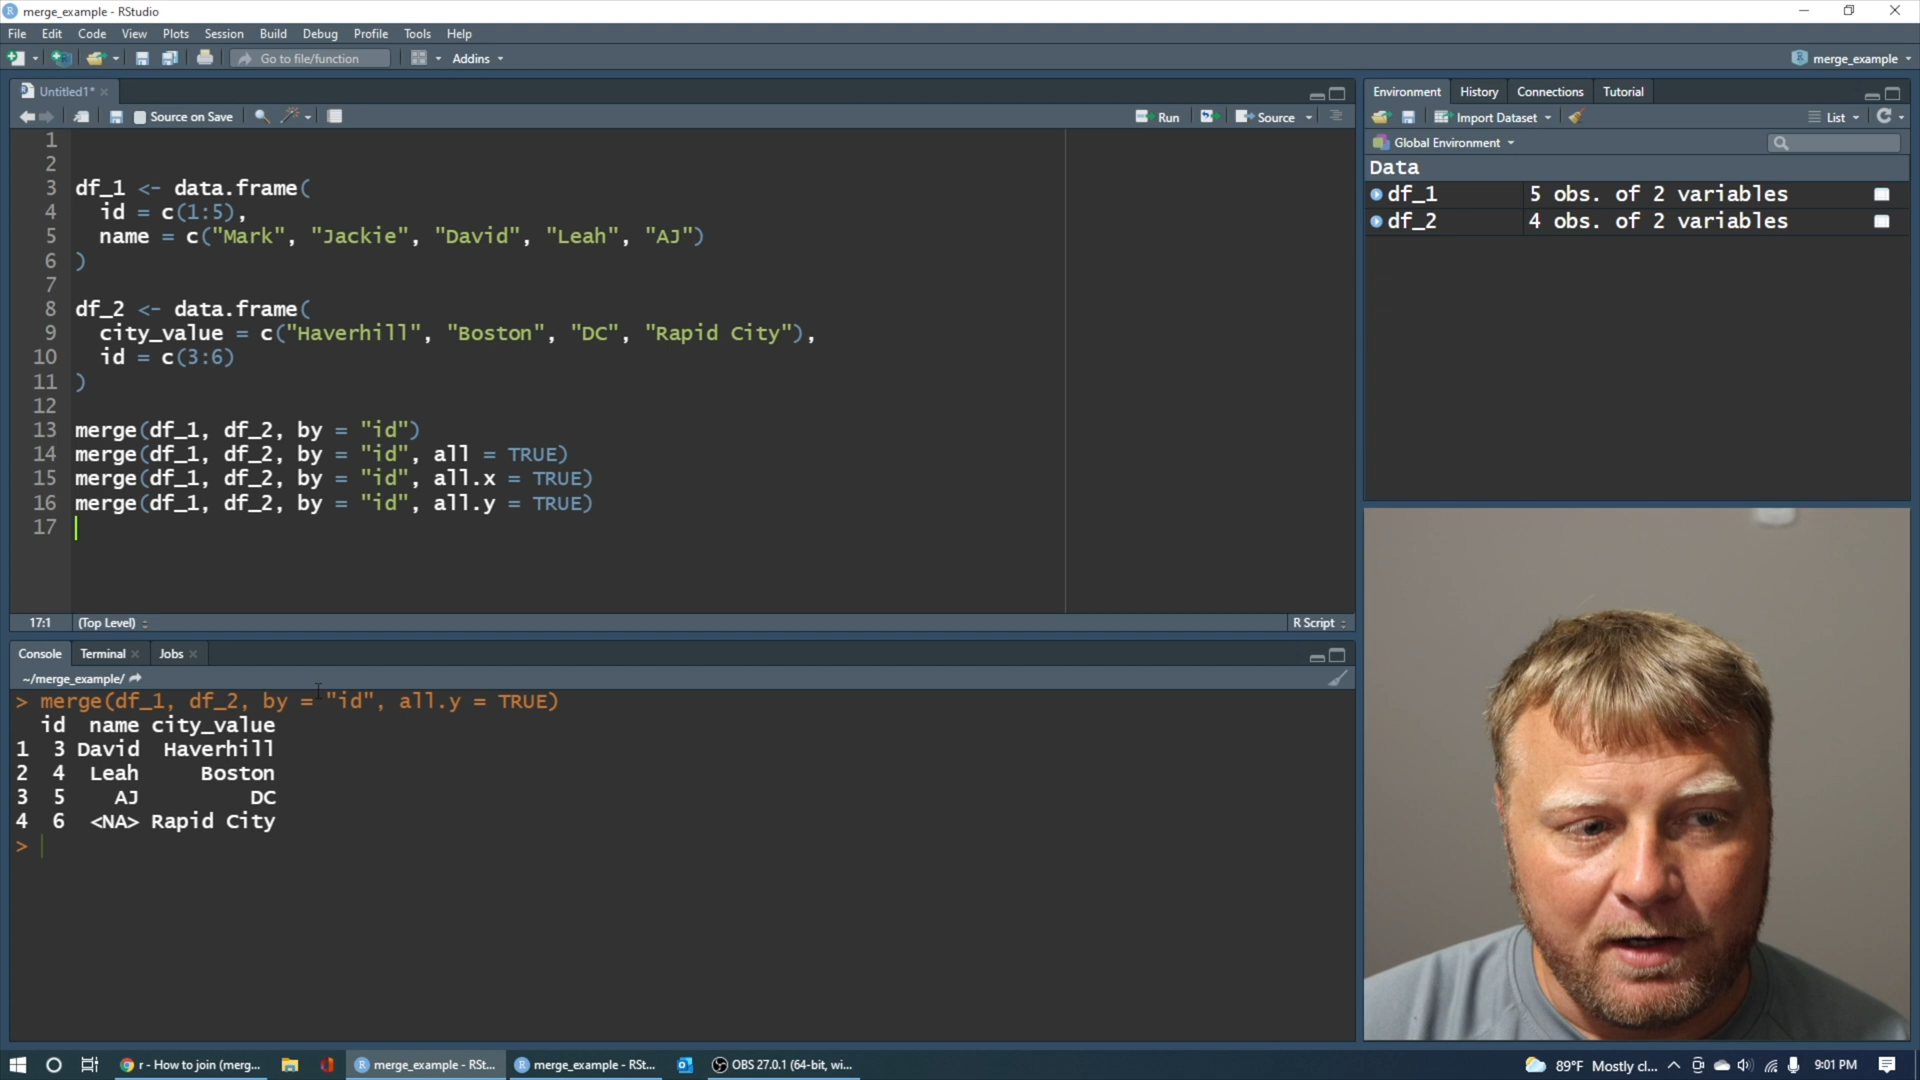 merge_example - RStudio
File Edit Code View Plots Session Build Debug Profile Tools Help
Go to file/function Addins merge_example
Untitled1*
Source on Save Run Source
1
2
3 df_1 <- data.frame(
4 id = c(1:5),
5 name = c("Mark", "Jackie", "David", "Leah", "AJ")
6 )
7
8 df_2 <- data.frame(
9 city_value = c("Haverhill", "Boston", "DC", "Rapid City"),
10 id = c(3:6)
11 )
12
13 merge(df_1, df_2, by = "id")
14 merge(df_1, df_2, by = "id", all = TRUE)
15 merge(df_1, df_2, by = "id", all.x = TRUE)
16 merge(df_1, df_2, by = "id", all.y = TRUE)
17
17:1 (Top Level) R Script
Console Terminal Jobs
~/merge_example/
> merge(df_1, df_2, by = "id", all.y = TRUE)
id name city_value
1 3 David Haverhill
2 4 Leah Boston
3 5 AJ DC
4 6 <NA> Rapid City
>
Environment History Connections Tutorial
Import Dataset List
Global Environment
Data
df_1 5 obs. of 2 variables
df_2 4 obs. of 2 variables
r - How to join (merg... merge_example - RSt... merge_example - RSt... OBS 27.0.1 (64-bit, wi... 89°F Mostly cl... 9:01 PM